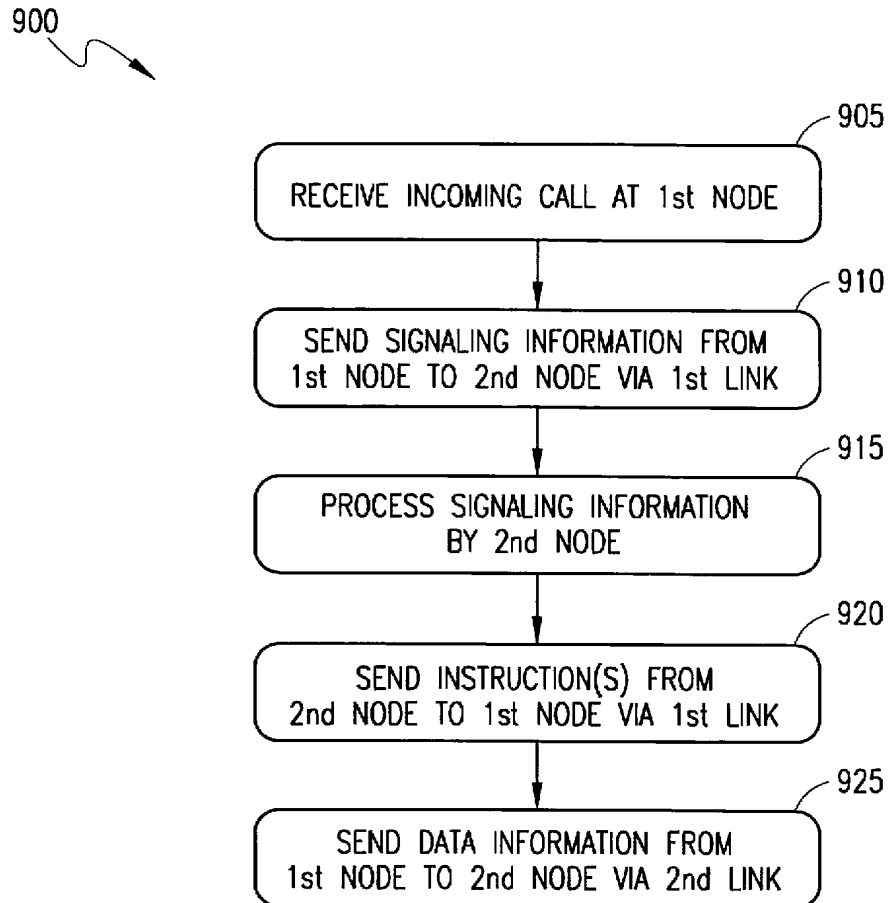 900
905
RECEIVE INCOMING CALL AT 1st NODE
910
SEND SIGNALING INFORMATION FROM
1st NODE TO 2nd NODE VIA 1st LINK
915
PROCESS SIGNALING INFORMATION
BY 2nd NODE
920
SEND INSTRUCTION(S) FROM
2nd NODE TO 1st NODE VIA 1st LINK
925
SEND DATA INFORMATION FROM
1st NODE TO 2nd NODE VIA 2nd LINK